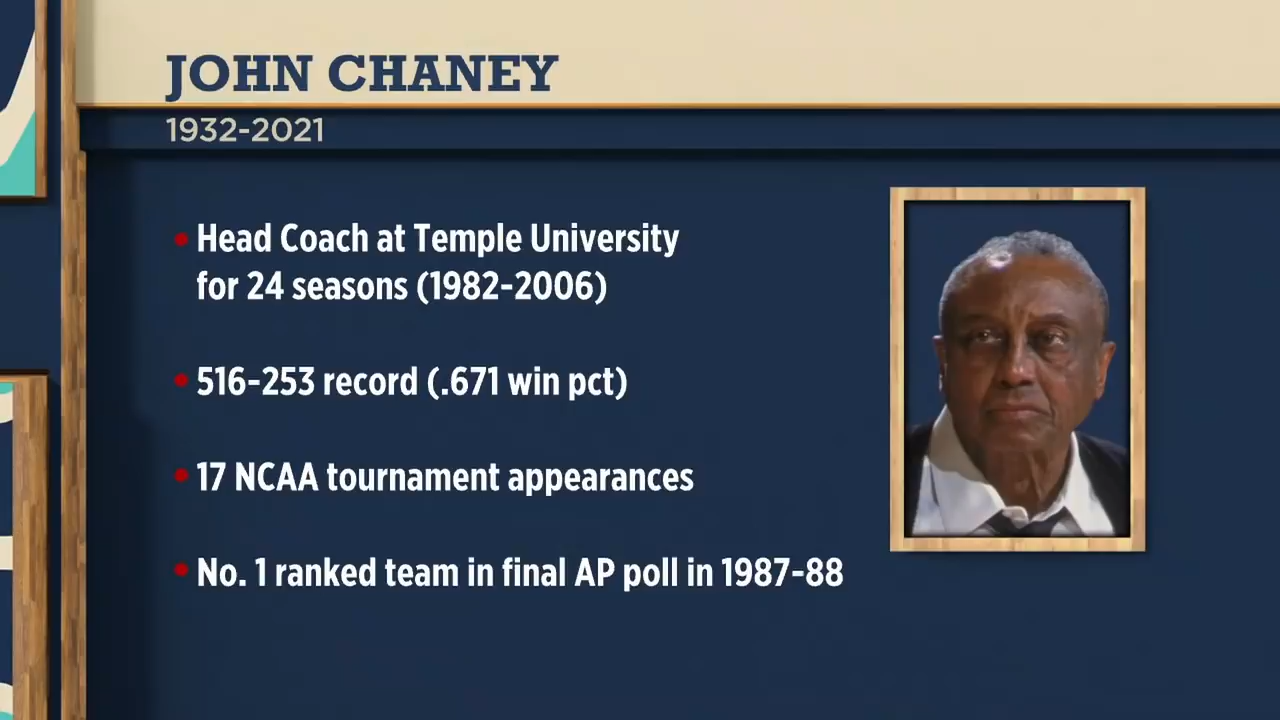 JOHN CHANEY
1932-2021
• Head Coach at Temple University
for 24 seasons (1982-2006)
• 516-253 record (.671 win pct)
• 17 NCAA tournament appearances
• No. 1 ranked team in final AP poll in 1987-88